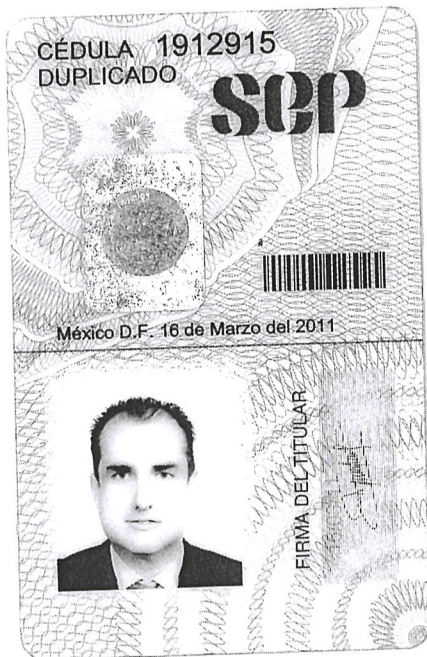 CÉDULA 1912915
DUPLICADO
SEP
México D.F. 16 de Marzo del 2011
FIRMA DEL TITULAR